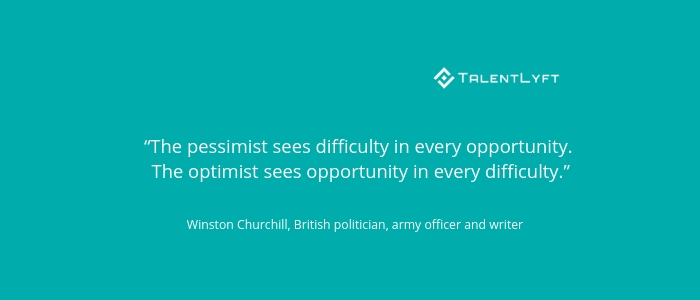 TALENTLYFT
”The pessimist sees difficulty in every opportunity.
The optimist sees opportunity in every difficulty.”
Winston Churchill, British politician, army officer and writer